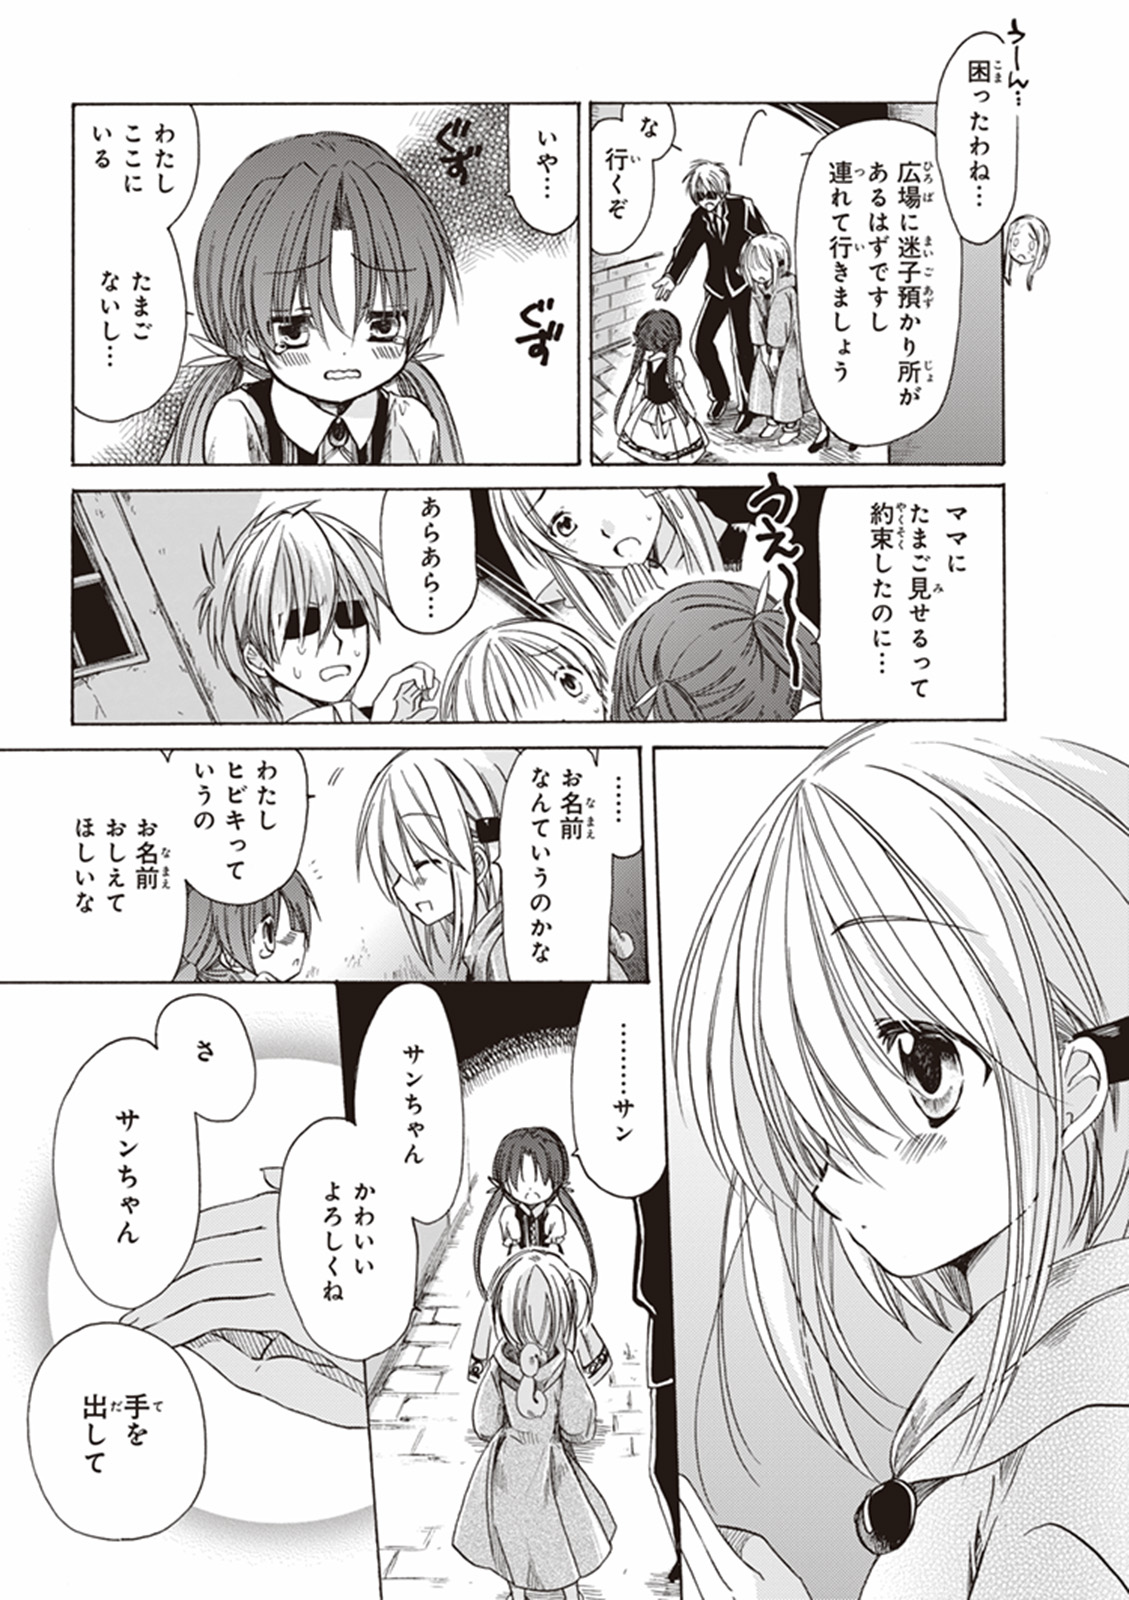 うーん…
困ったわね…
広場に迷子預かり所が
あるはずですし
連れて行きましょう
な
行くぞ
いや…
ぐず
ぐず
わたし
ここに
いる
たまご
ないし…
ママに
たまご見せるって
約束したのに…
うえ〜
あらあら…
……
お名前
なんていうのかな
わたし
ヒビキって
いうの
お名前
おしえて
ほしいな
…………サン
サンちゃん
かわいい
よろしくね
さ
サンちゃん
手を
出して